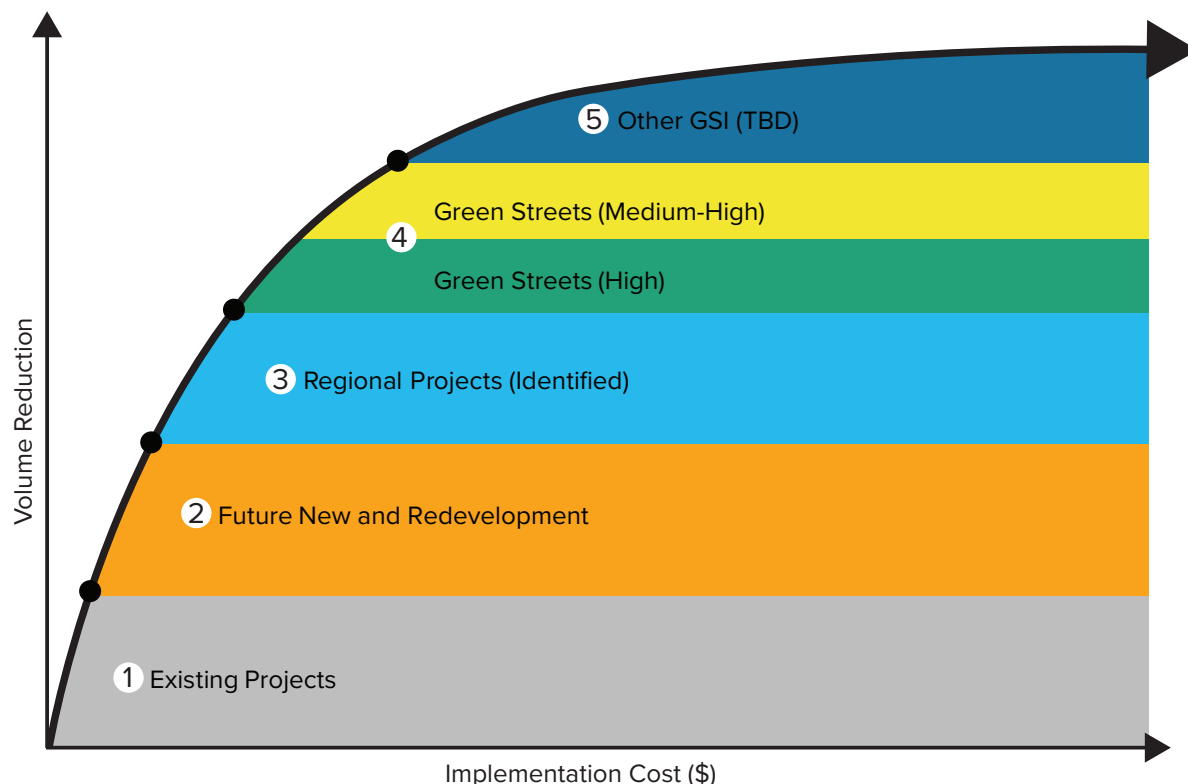 5 Other GSI (TBD)
Green Streets (Medium-High)
4
Green Streets (High)
3 Regional Projects (Identified)
2 Future New and Redevelopment
1 Existing Projects
Volume Reduction
Implementation Cost ($)